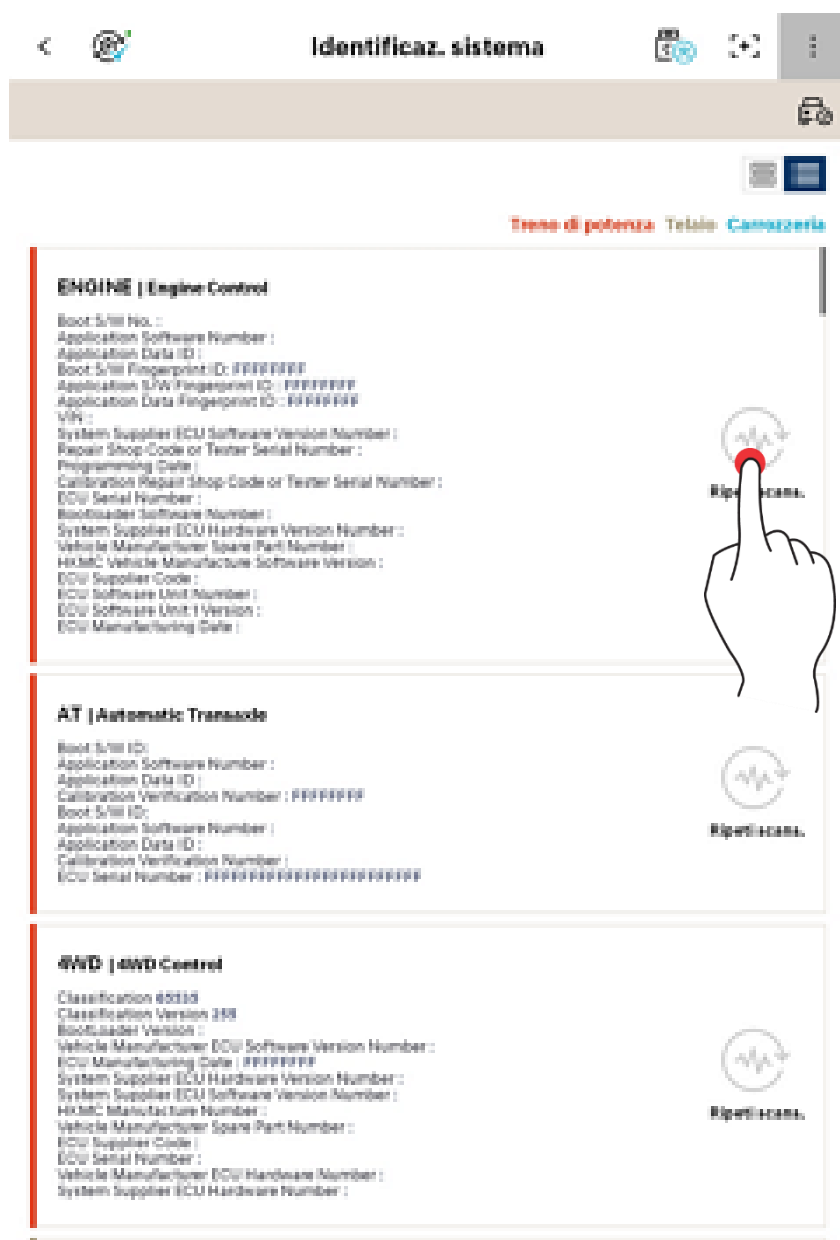 Identificaz. sistema
Treno di potenza Telaio Carrozzeria
ENGINE | Engine Control
Boot S/W No. :
Application Software Number :
Application Data ID :
Boot S/W Fingerprint ID: FFFFFFFF
Application S/W Fingerprint ID : FFFFFFFF
Application Data Fingerprint ID : FFFFFFFF
VIN :
System Supplier ECU Software Version Number :
Repair Shop Code or Tester Serial Number :
Programming Date :
Calibration Repair Shop Code or Tester Serial Number :
ECU Serial Number :
Bootloader Software Number :
System Supplier ECU Hardware Version Number :
Vehicle Manufacturer Spare Part Number :
HKMC Vehicle Manufacture Software Version :
ECU Supplier Code :
ECU Software Unit Number :
ECU Software Unit 1 Version :
ECU Manufacturing Date :
AT | Automatic Transaxle
Boot S/W ID:
Application Software Number :
Application Data ID :
Calibration Verification Number : FFFFFFFF
Boot S/W ID:
Application Software Number :
Application Data ID :
Calibration Verification Number :
ECU Serial Number :
Ripeti scans.
4WD | 4WD Control
Classification
Classification Version 255
BootLoader Version :
Vehicle Manufacturer ECU Software Version Number :
ECU Manufacturing Date : FFFFFFFF
System Supplier ECU Hardware Version Number :
System Supplier ECU Software Version Number :
HKMC Manufacture Number :
Vehicle Manufacturer Spare Part Number :
ECU Supplier Code :
ECU Serial Number :
Vehicle Manufacturer ECU Hardware Number :
System Supplier ECU Hardware Number :
Ripeti scans.